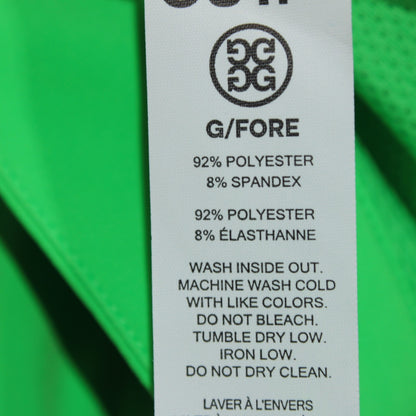 G/FORE
92% POLYESTER
8% SPANDEX
92% POLYESTER
8% ÉLASTHANNE
WASH INSIDE OUT.
MACHINE WASH COLD
WITH LIKE COLORS.
DO NOT BLEACH.
TUMBLE DRY LOW.
IRON LOW.
DO NOT DRY CLEAN.
LAVER À L'ENVERS